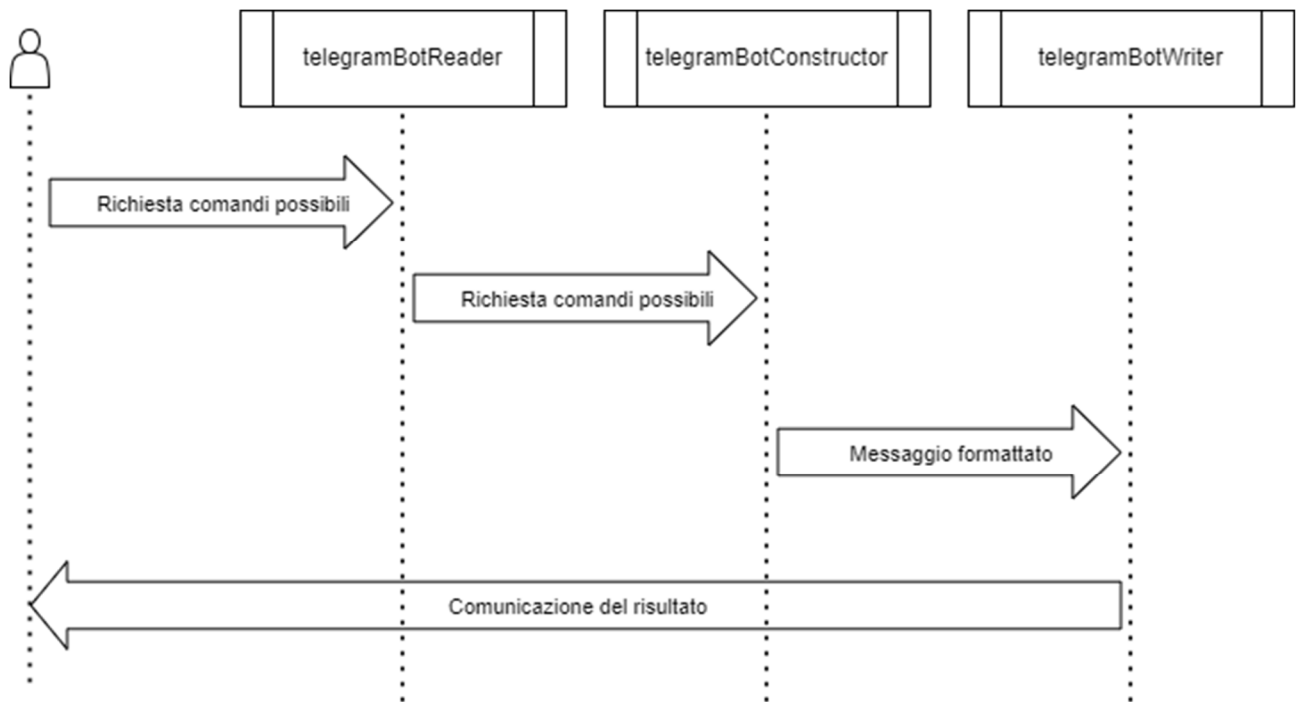 telegramBotReader
telegramBotConstructor
telegramBotWriter
Richiesta comandi possibili
Richiesta comandi possibili
Messaggio formattato
Comunicazione del risultato